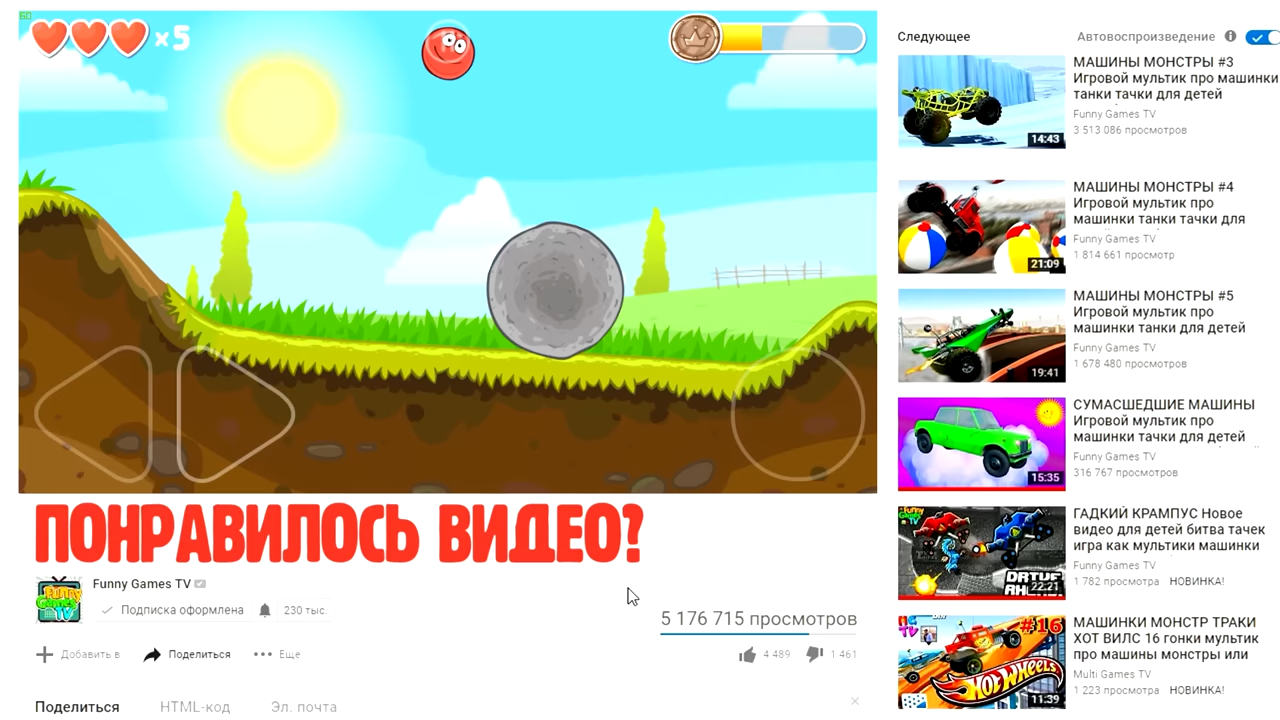 60
×5
ПОНРАВИЛОСЬ ВИДЕО?
Funny Games TV
Подписка оформлена 230 тыс.
5 176 715 просмотров
Добавить в Поделиться Еще
4 489 1 461
Поделиться HTML-код Эл. почта
Следующее Автовоспроизведение
МАШИНЫ МОНСТРЫ #3
Игровой мультик про машинки
танки тачки для детей
Funny Games TV
3 513 086 просмотров
14:43
МАШИНЫ МОНСТРЫ #4
Игровой мультик про
машинки танки тачки для
Funny Games TV
1 814 661 просмотр
21:09
МАШИНЫ МОНСТРЫ #5
Игровой мультик про
машинки танки для детей
Funny Games TV
1 678 480 просмотров
19:41
СУМАСШЕДШИЕ МАШИНЫ
Игровой мультик про
машинки тачки для детей
Funny Games TV
316 767 просмотров
15:35
ГАДКИЙ КРАМПУС Новое
видео для детей битва тачек
игра как мультики машинки
Funny Games TV
1 782 просмотра НОВИНКА!
22:21
МАШИНКИ МОНСТР ТРАКИ
ХОТ ВИЛС 16 гонки мультик
про машины монстры или
Multi Games TV
1 223 просмотра НОВИНКА!
#16
HOT WHEELS
11:39